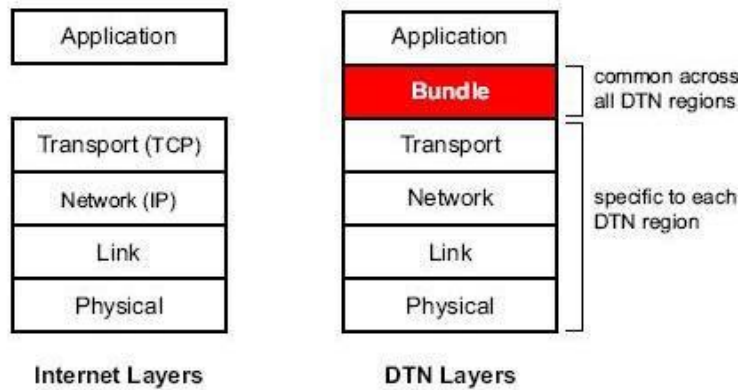 Application
Transport (TCP)
Network (IP)
Link
Physical
Internet Layers
Application
Bundle
Transport
Network
Link
Physical
DTN Layers
common across
all DTN regions
specific to each
DTN region